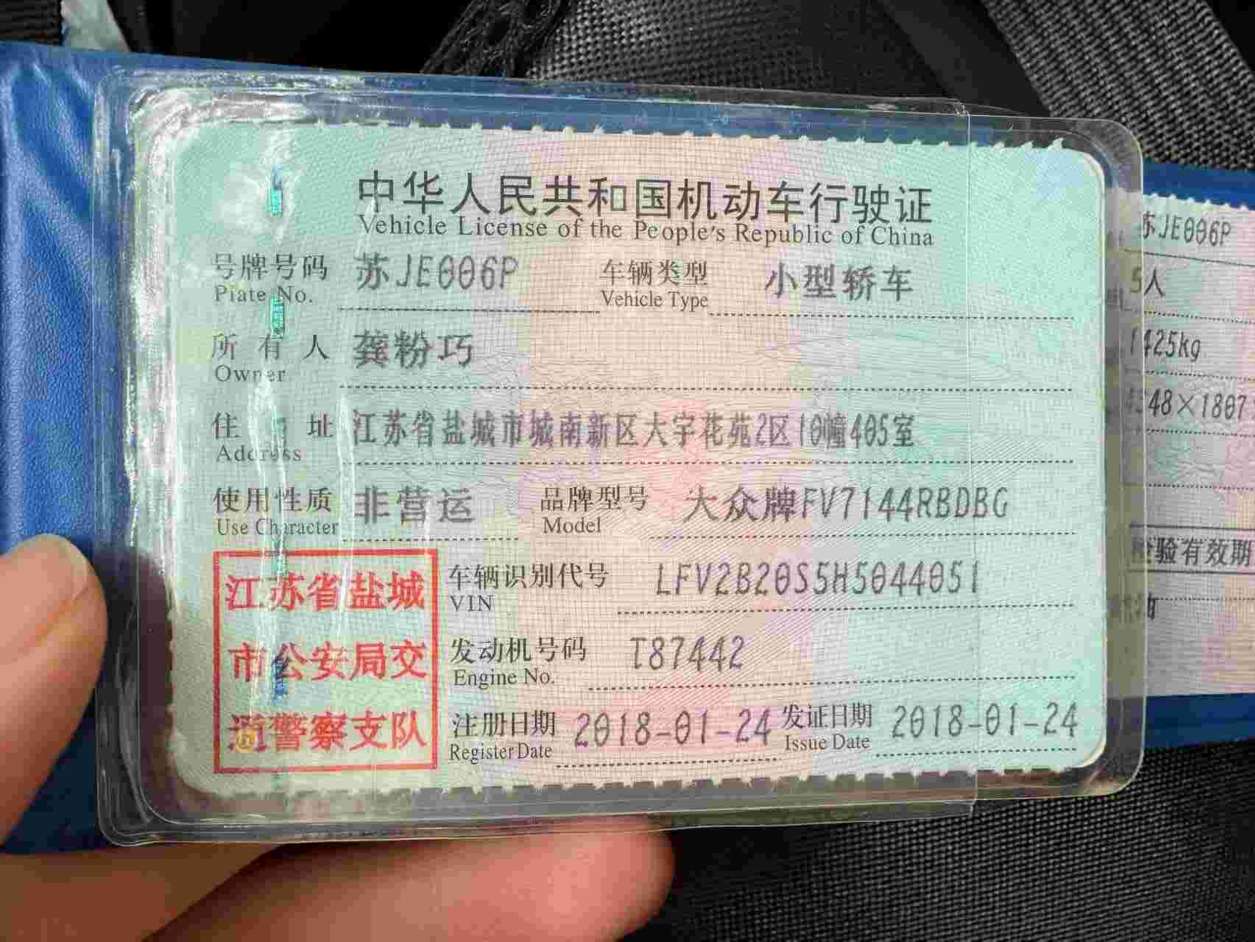 中华人民共和国机动车行驶证
Vehicle License of the People's Republic of China
号牌号码 苏JE006P 车辆类型 小型轿车
Plate No. Vehicle Type
所有人 龚粉巧
Owner
住址 江苏省盐城市城南新区大宇花苑2区10幢405室
Address
使用性质 非营运 品牌型号 大众牌FV7144RBDBG
Use Character Model
江苏省盐城
市公安局交
通警察支队
车辆识别代号 LFV2B20S5H5044051
VIN
发动机号码 T87442
Engine No.
注册日期 2018-01-24 发证日期 2018-01-24
Register Date Issue Date
苏JE006P
5人
1425kg
48×1807
检验有效期